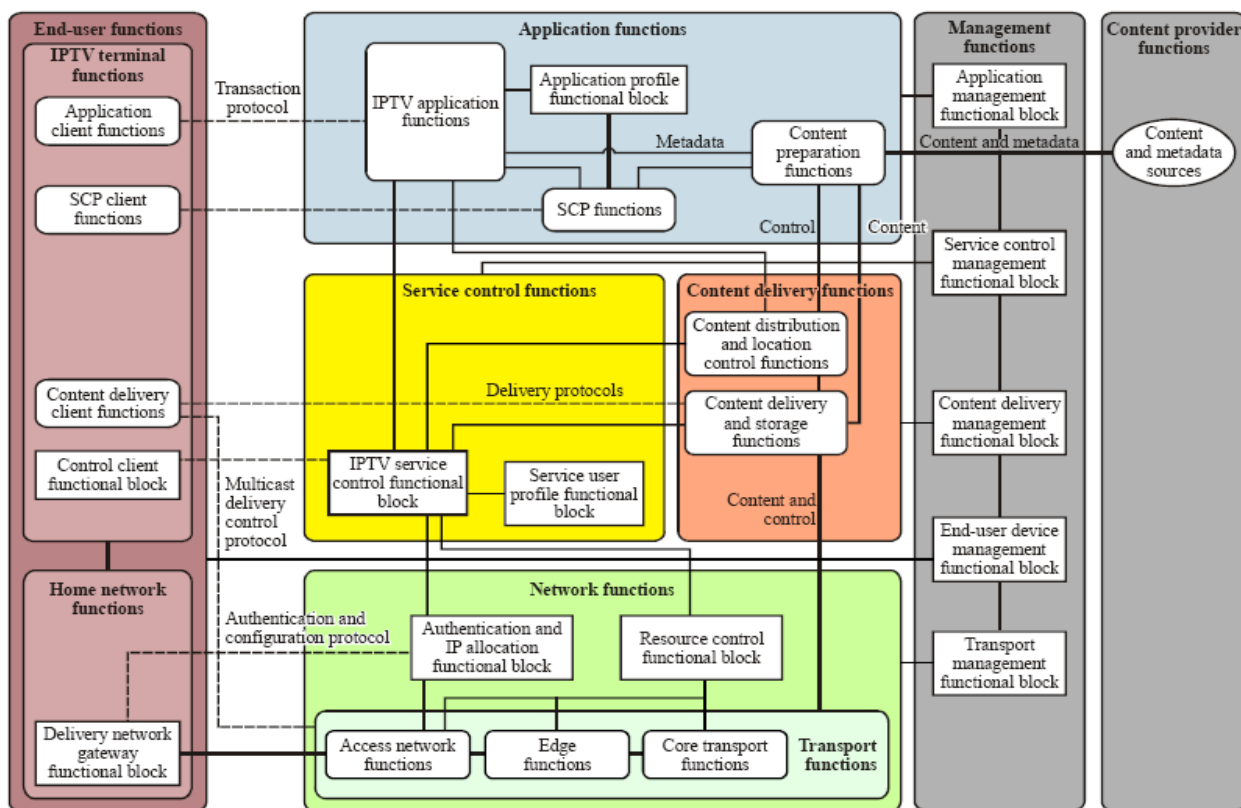 End-user functions
IPTV terminal
functions
Application
client functions
SCP client
functions
Content delivery
client functions
Control client
functional block
Home network
functions
Delivery network
gateway
functional block
Transaction
protocol
Multicast
delivery
control
protocol
Authentication and
configuration protocol
Application functions
IPTV application
functions
Application profile
functional block
Metadata
Content
preparation
functions
SCP functions
Control
Content
Service control functions
Delivery protocols
IPTV service
control functional
block
Service user
profile functional
block
Content delivery functions
Content distribution
and location
control functions
Content delivery
and storage
functions
Content and
control
Network functions
Authentication and
IP allocation
functional block
Resource control
functional block
Access network
functions
Edge
functions
Core transport
functions
Transport
functions
Management
functions
Application
management
functional block
Content and metadata
Service control
management
functional block
Content delivery
management
functional block
End-user device
management
functional block
Transport
management
functional block
Content provider
functions
Content
and metadata
sources